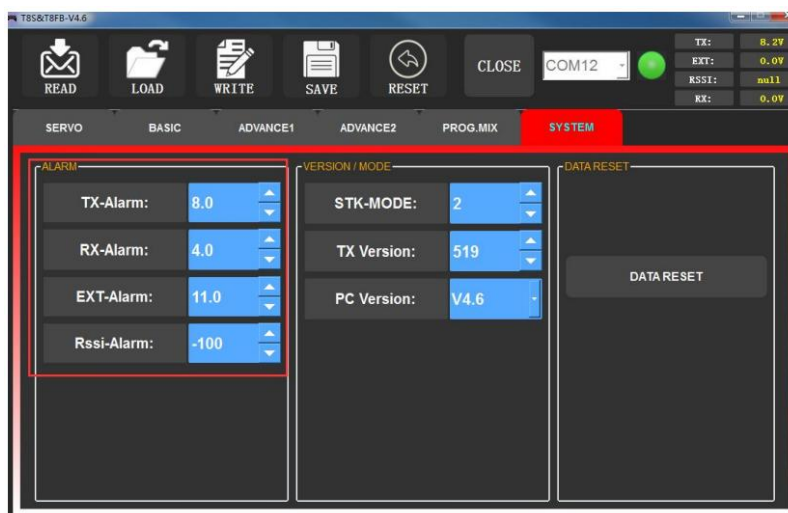 T8S&T8FB-V4.6
READ LOAD WRITE SAVE RESET CLOSE COM12
TX: 8.2V
EXT: 0.0V
RSSI: null
RX: 0.0V
SERVO BASIC ADVANCE1 ADVANCE2 PROG.MIX SYSTEM
ALARM
TX-Alarm: 8.0
RX-Alarm: 4.0
EXT-Alarm: 11.0
Rssi-Alarm: -100
VERSION / MODE
STK-MODE: 2
TX Version: 519
PC Version: V4.6
DATA RESET
DATA RESET